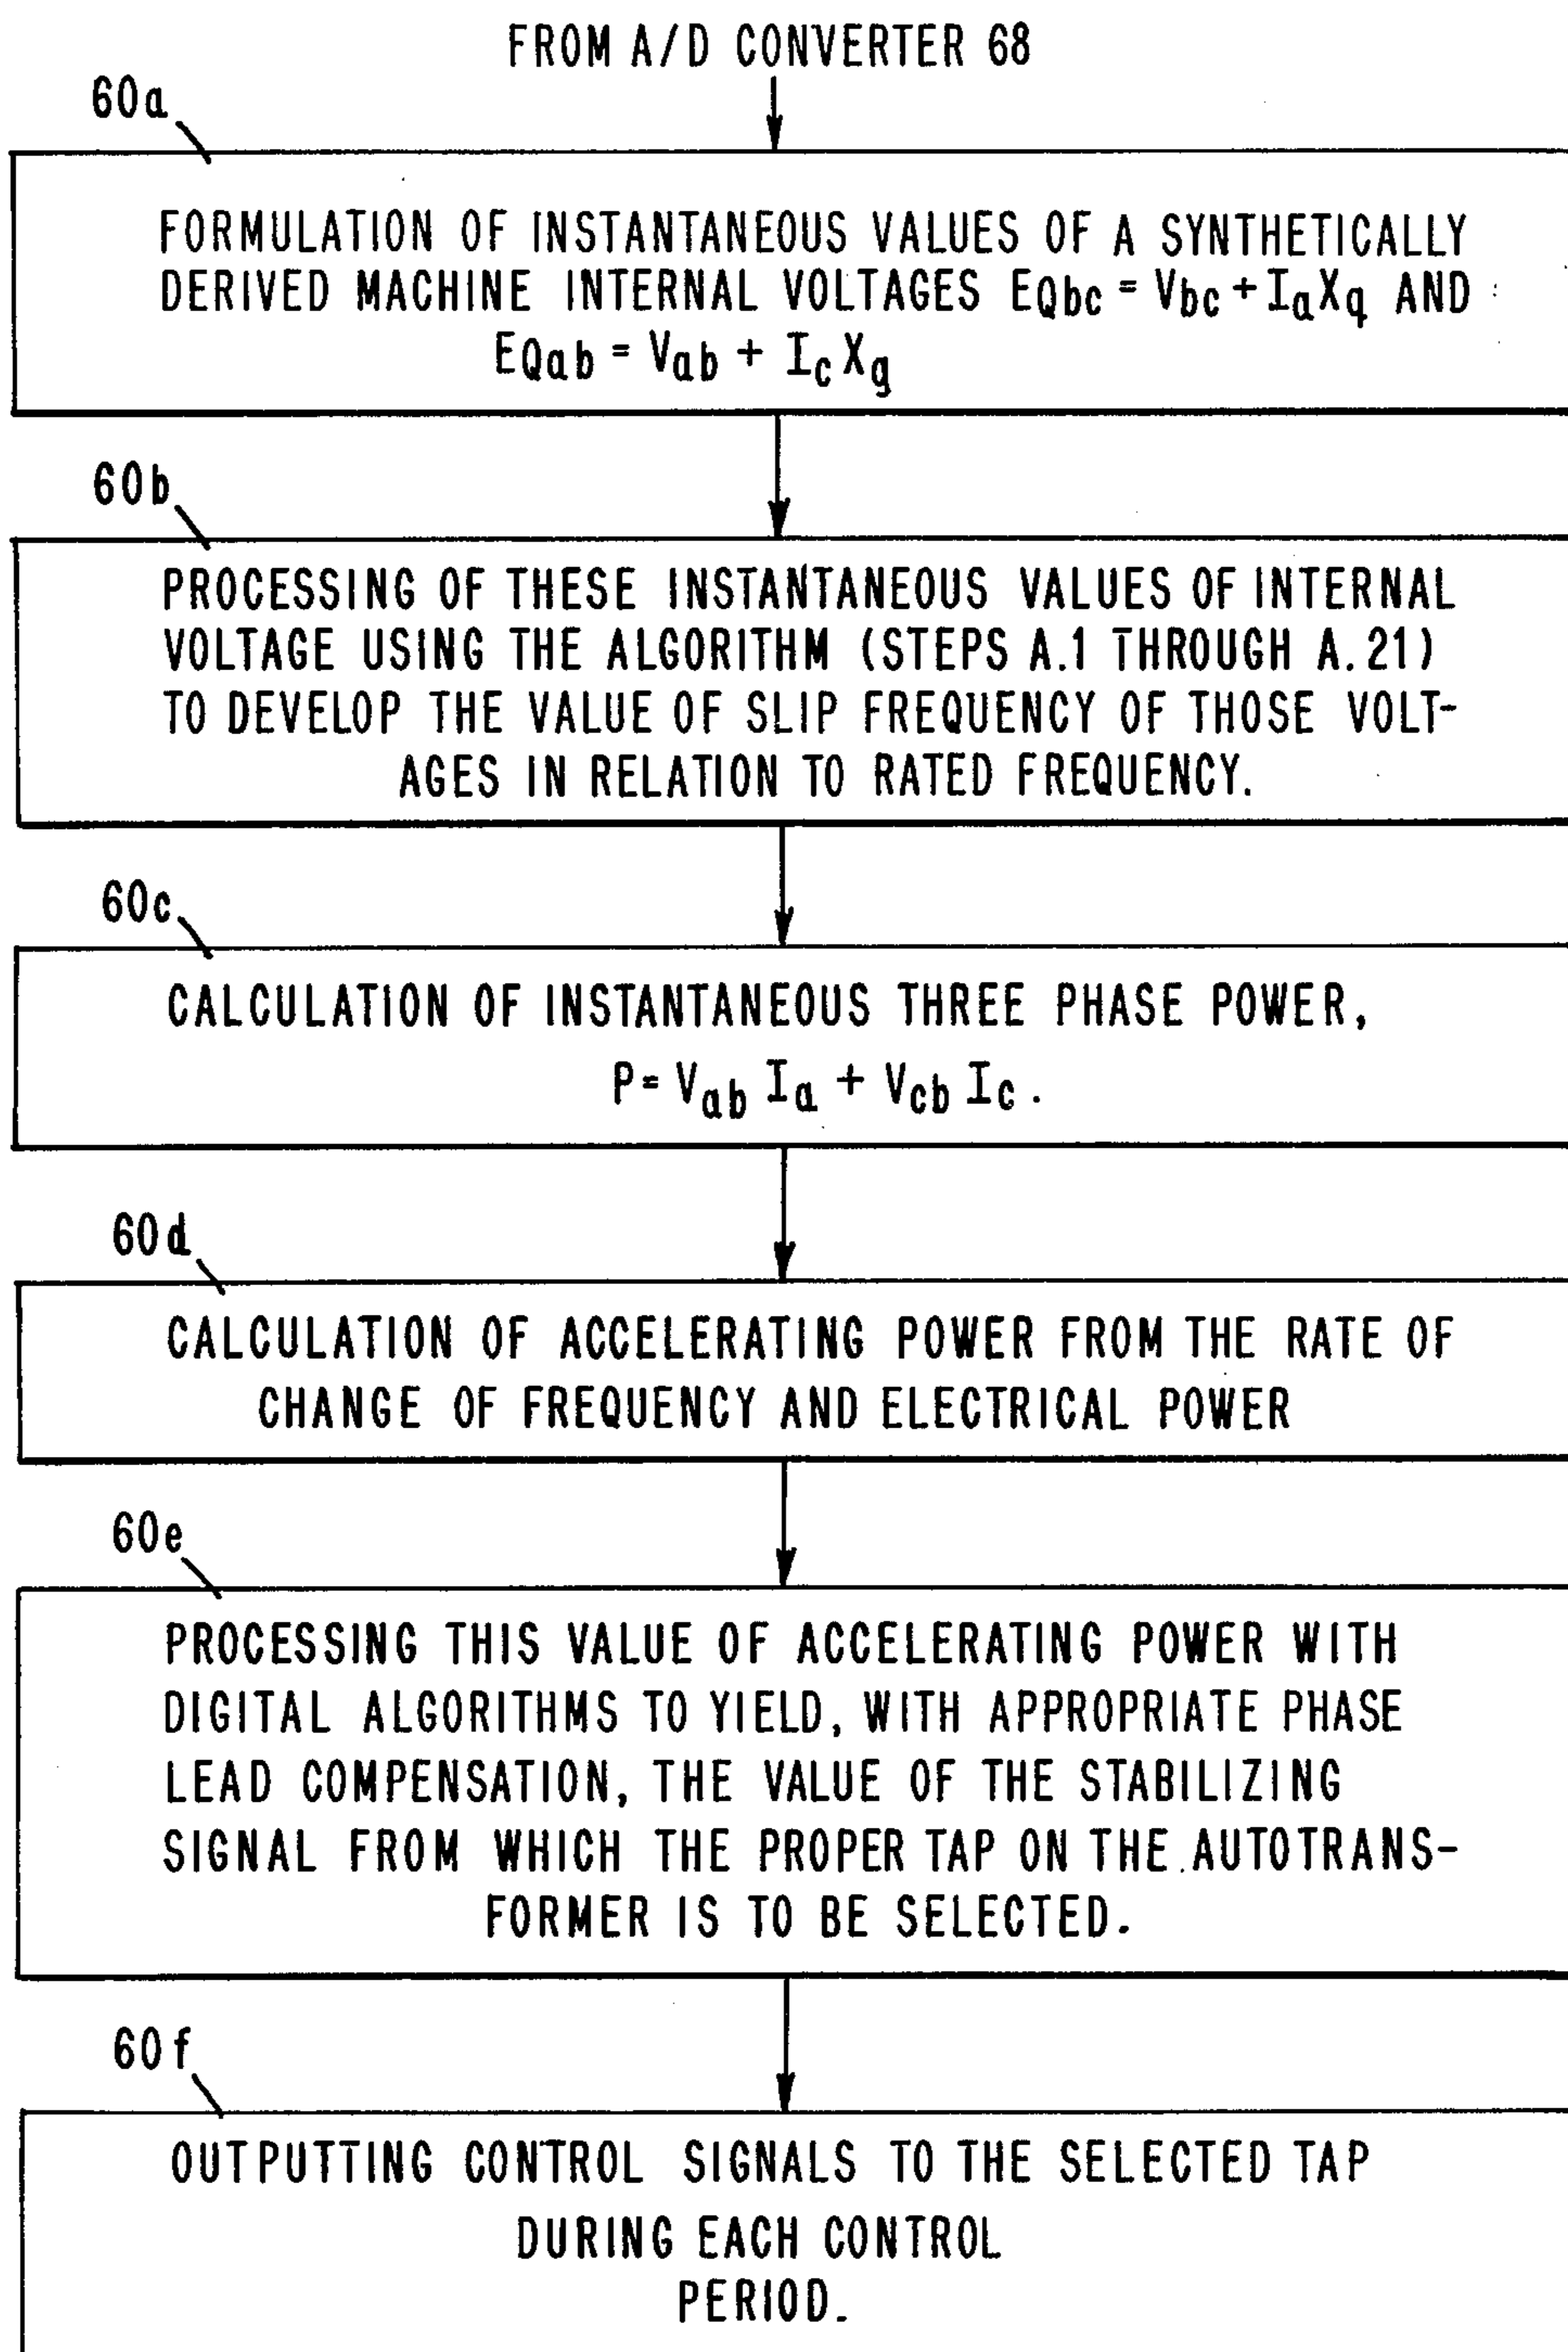 FROM A/D CONVERTER 68
60a
FORMULATION OF INSTANTANEOUS VALUES OF A SYNTHETICALLY
DERIVED MACHINE INTERNAL VOLTAGES EQbc = Vbc + IaXq AND
EQab = Vab + IcXg
60b
PROCESSING OF THESE INSTANTANEOUS VALUES OF INTERNAL
VOLTAGE USING THE ALGORITHM (STEPS A.1 THROUGH A.21)
TO DEVELOP THE VALUE OF SLIP FREQUENCY OF THOSE VOLT-
AGES IN RELATION TO RATED FREQUENCY.
60c
CALCULATION OF INSTANTANEOUS THREE PHASE POWER,
P = Vab Ia + Vcb Ic.
60d
CALCULATION OF ACCELERATING POWER FROM THE RATE OF
CHANGE OF FREQUENCY AND ELECTRICAL POWER
60e
PROCESSING THIS VALUE OF ACCELERATING POWER WITH
DIGITAL ALGORITHMS TO YIELD, WITH APPROPRIATE PHASE
LEAD COMPENSATION, THE VALUE OF THE STABILIZING
SIGNAL FROM WHICH THE PROPER TAP ON THE AUTOTRANS-
FORMER IS TO BE SELECTED.
60f
OUTPUTTING CONTROL SIGNALS TO THE SELECTED TAP
DURING EACH CONTROL
PERIOD.